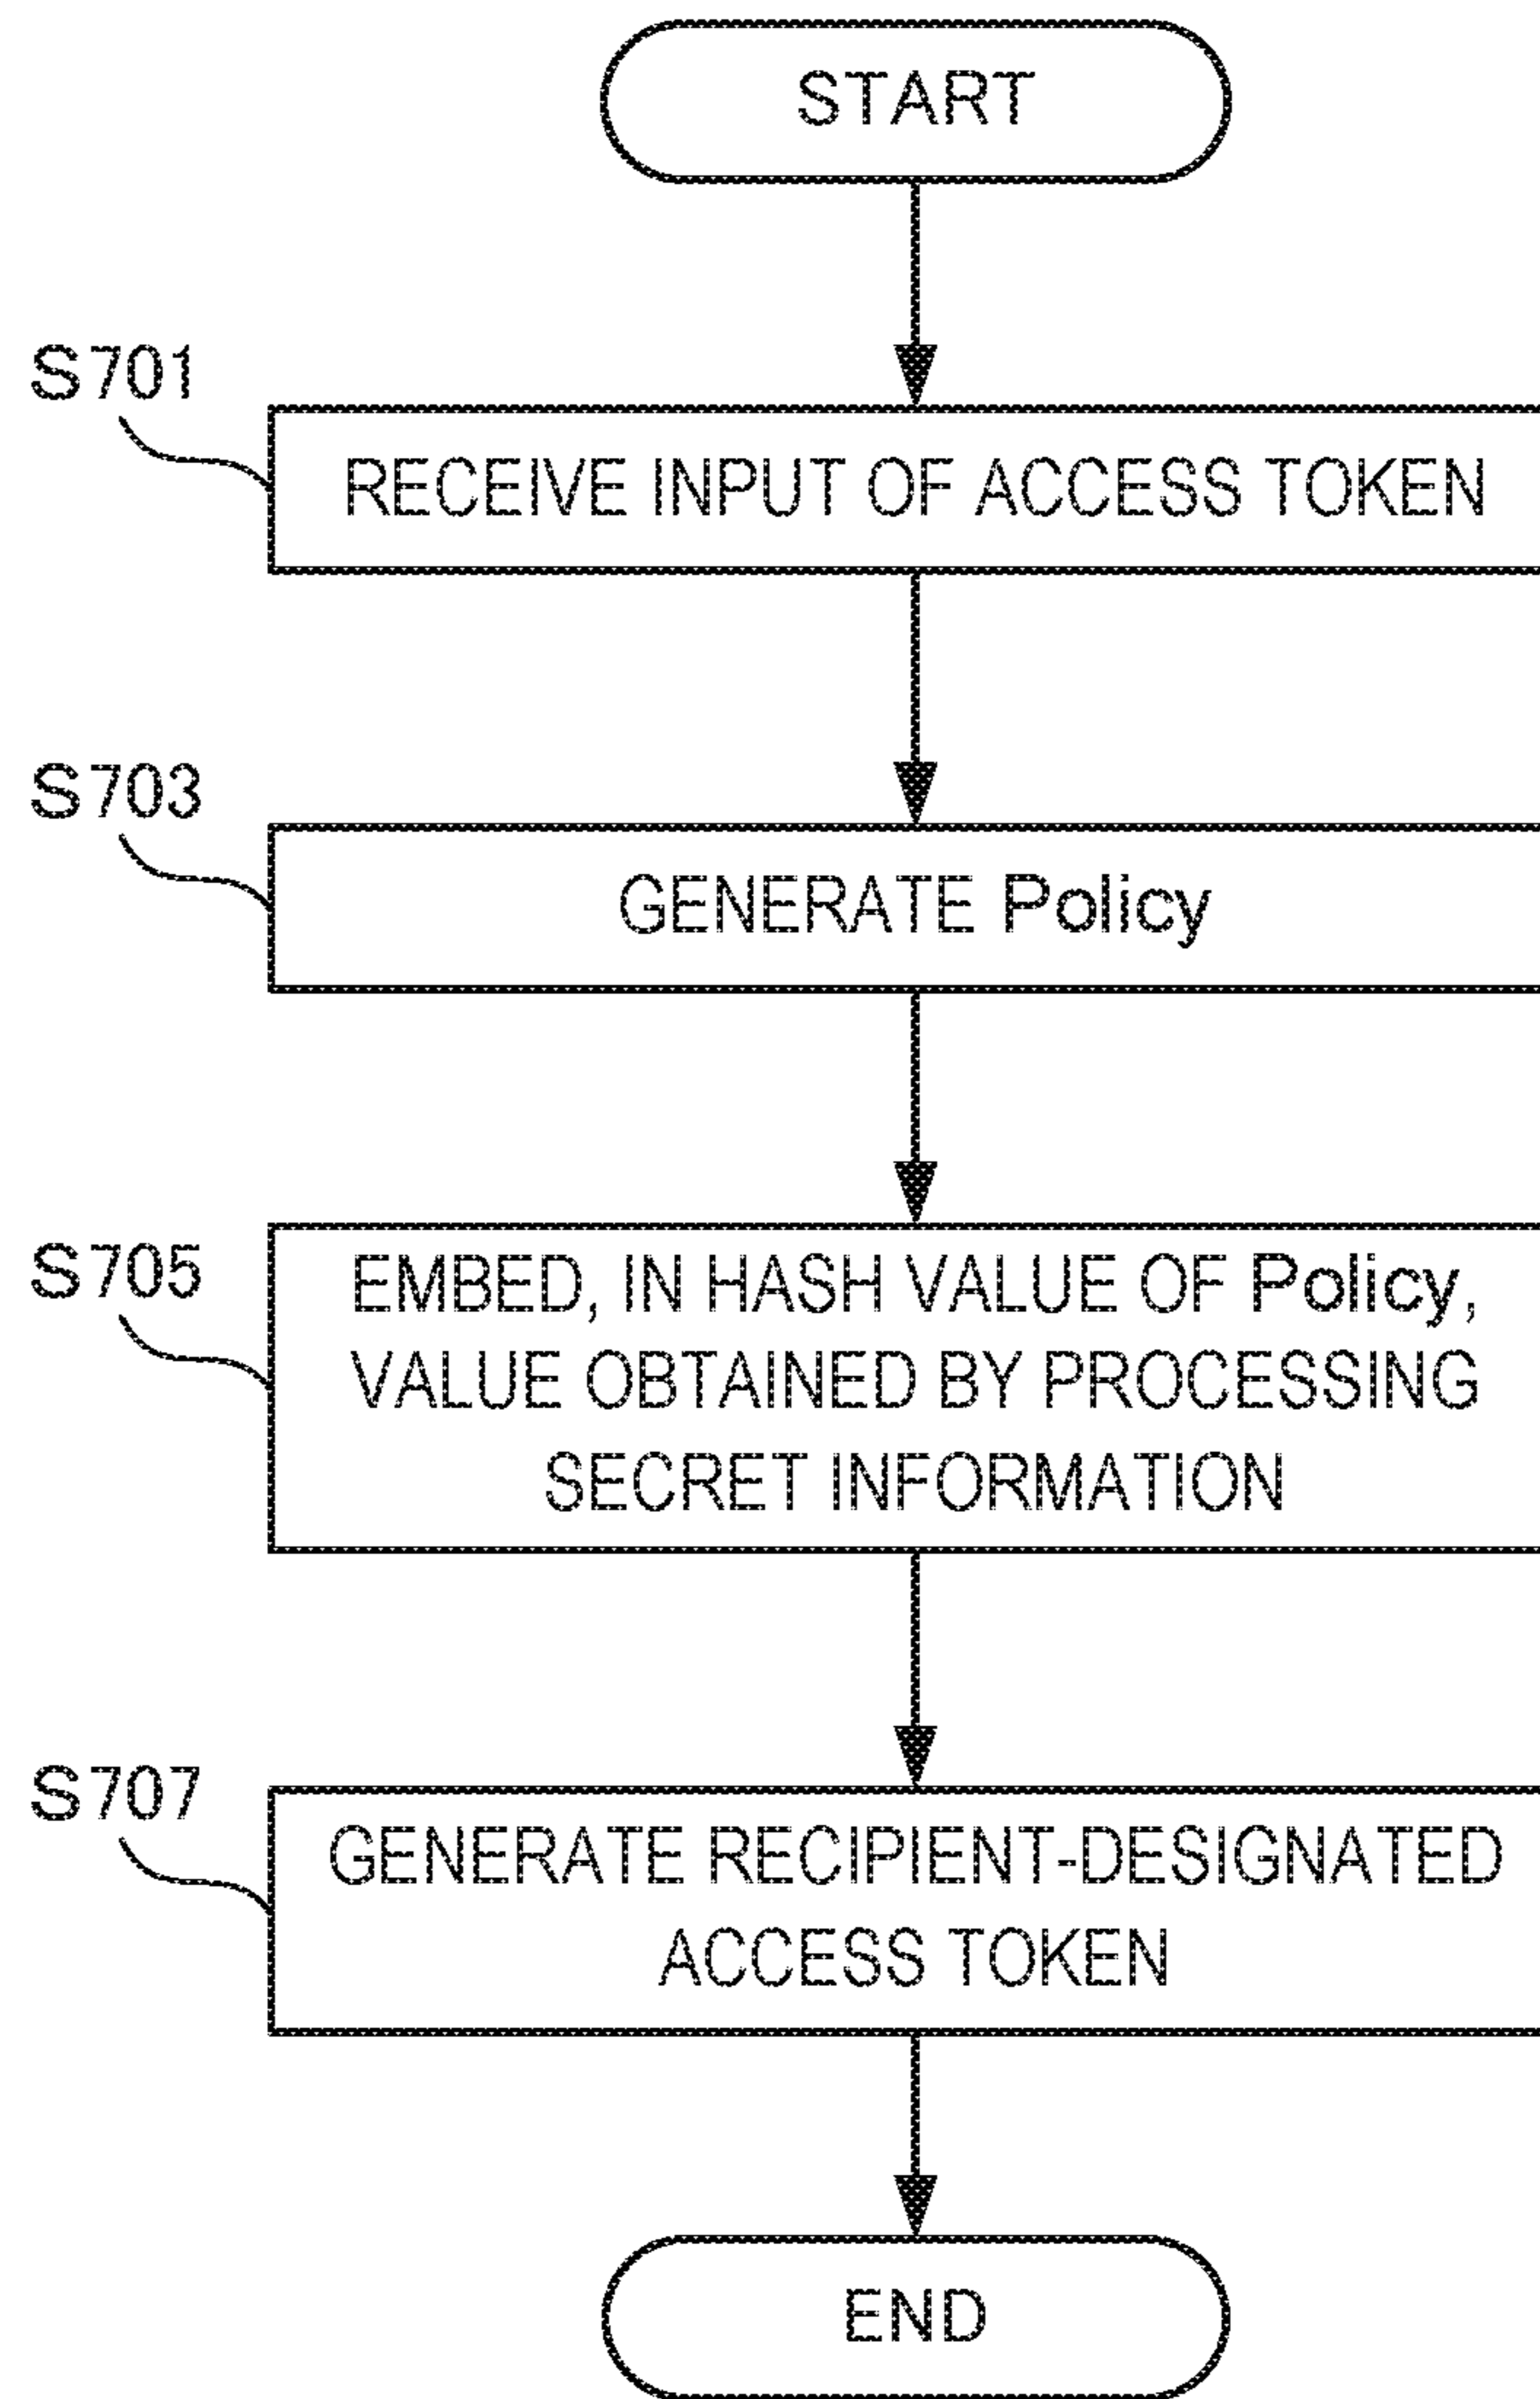 START
S701
RECEIVE INPUT OF ACCESS TOKEN
S703
GENERATE Policy
S705
EMBED, IN HASH VALUE OF Policy,
VALUE OBTAINED BY PROCESSING
SECRET INFORMATION
S707
GENERATE RECIPIENT-DESIGNATED
ACCESS TOKEN
END